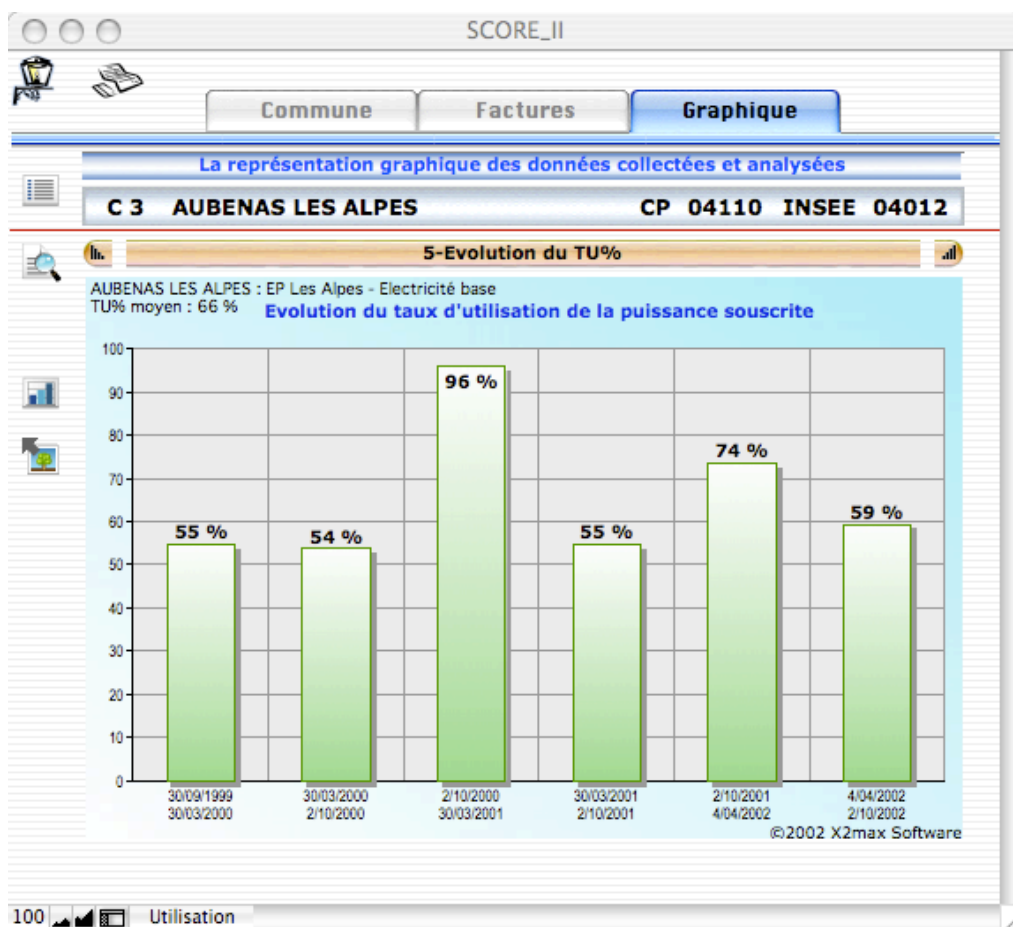 SCORE_II
Commune Factures Graphique
La représentation graphique des données collectées et analysées
C 3 AUBENAS LES ALPES CP 04110 INSEE 04012
5-Evolution du TU%
AUBENAS LES ALPES : EP Les Alpes - Electricité base
TU% moyen : 66 %
Evolution du taux d'utilisation de la puissance souscrite
100
90
80
70
60
50
40
30
20
10
0
55 %
54 %
96 %
55 %
74 %
59 %
30/09/1999 30/03/2000 2/10/2000 30/03/2001 2/10/2001 4/04/2002
30/03/2000 2/10/2000 30/03/2001 2/10/2001 4/04/2002 2/10/2002
©2002 X2max Software
100 Utilisation